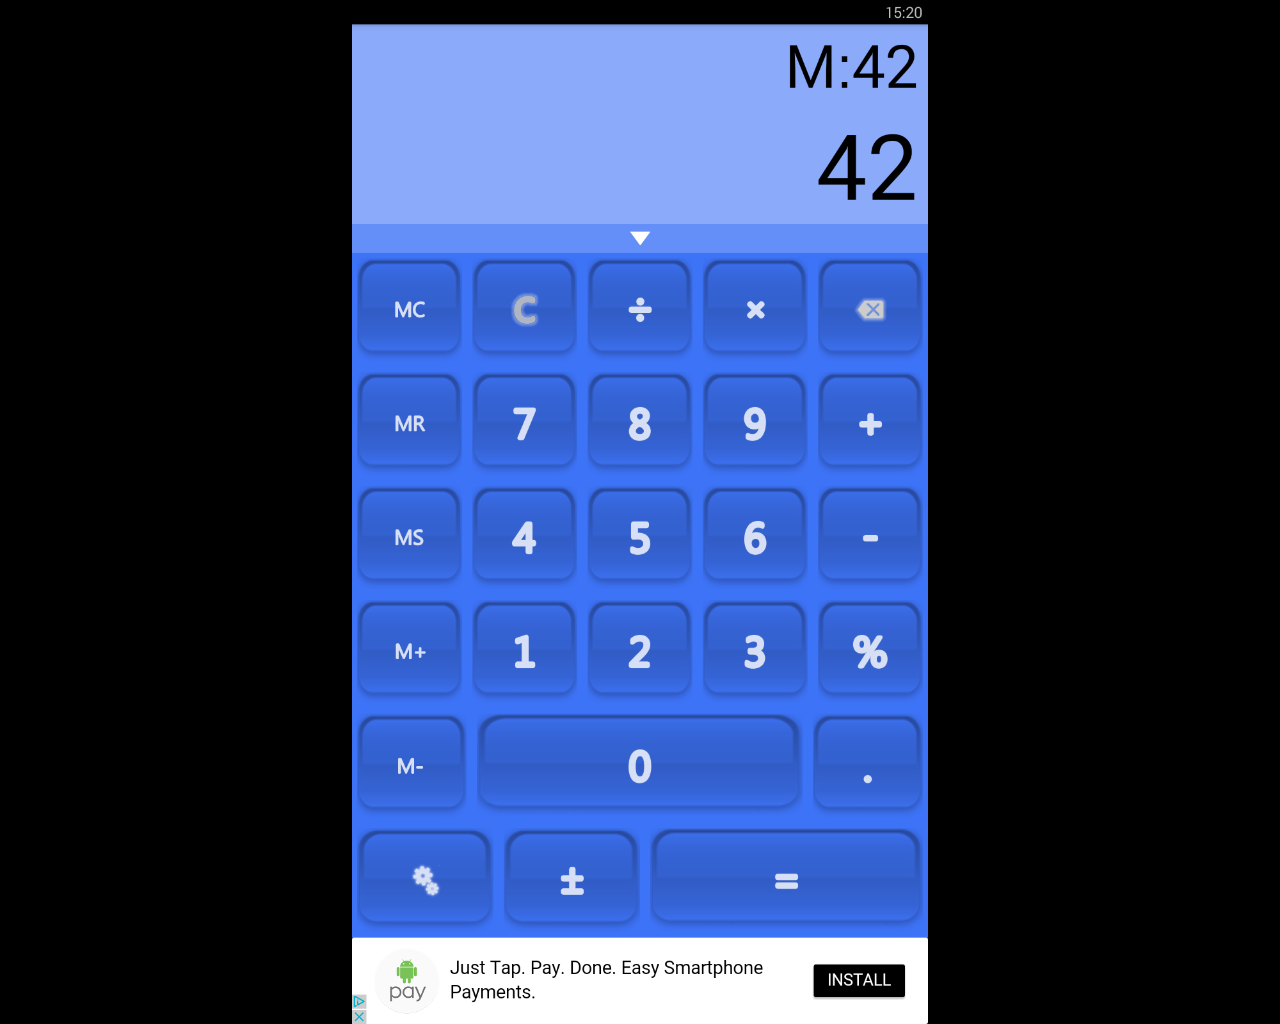 15:20
M:42
42
MC C ÷ ×
MR 7 8 9 +
MS 4 5 6 -
M+ 1 2 3 %
M- 0 .
± =
pay
Just Tap. Pay. Done. Easy Smartphone
Payments.
INSTALL